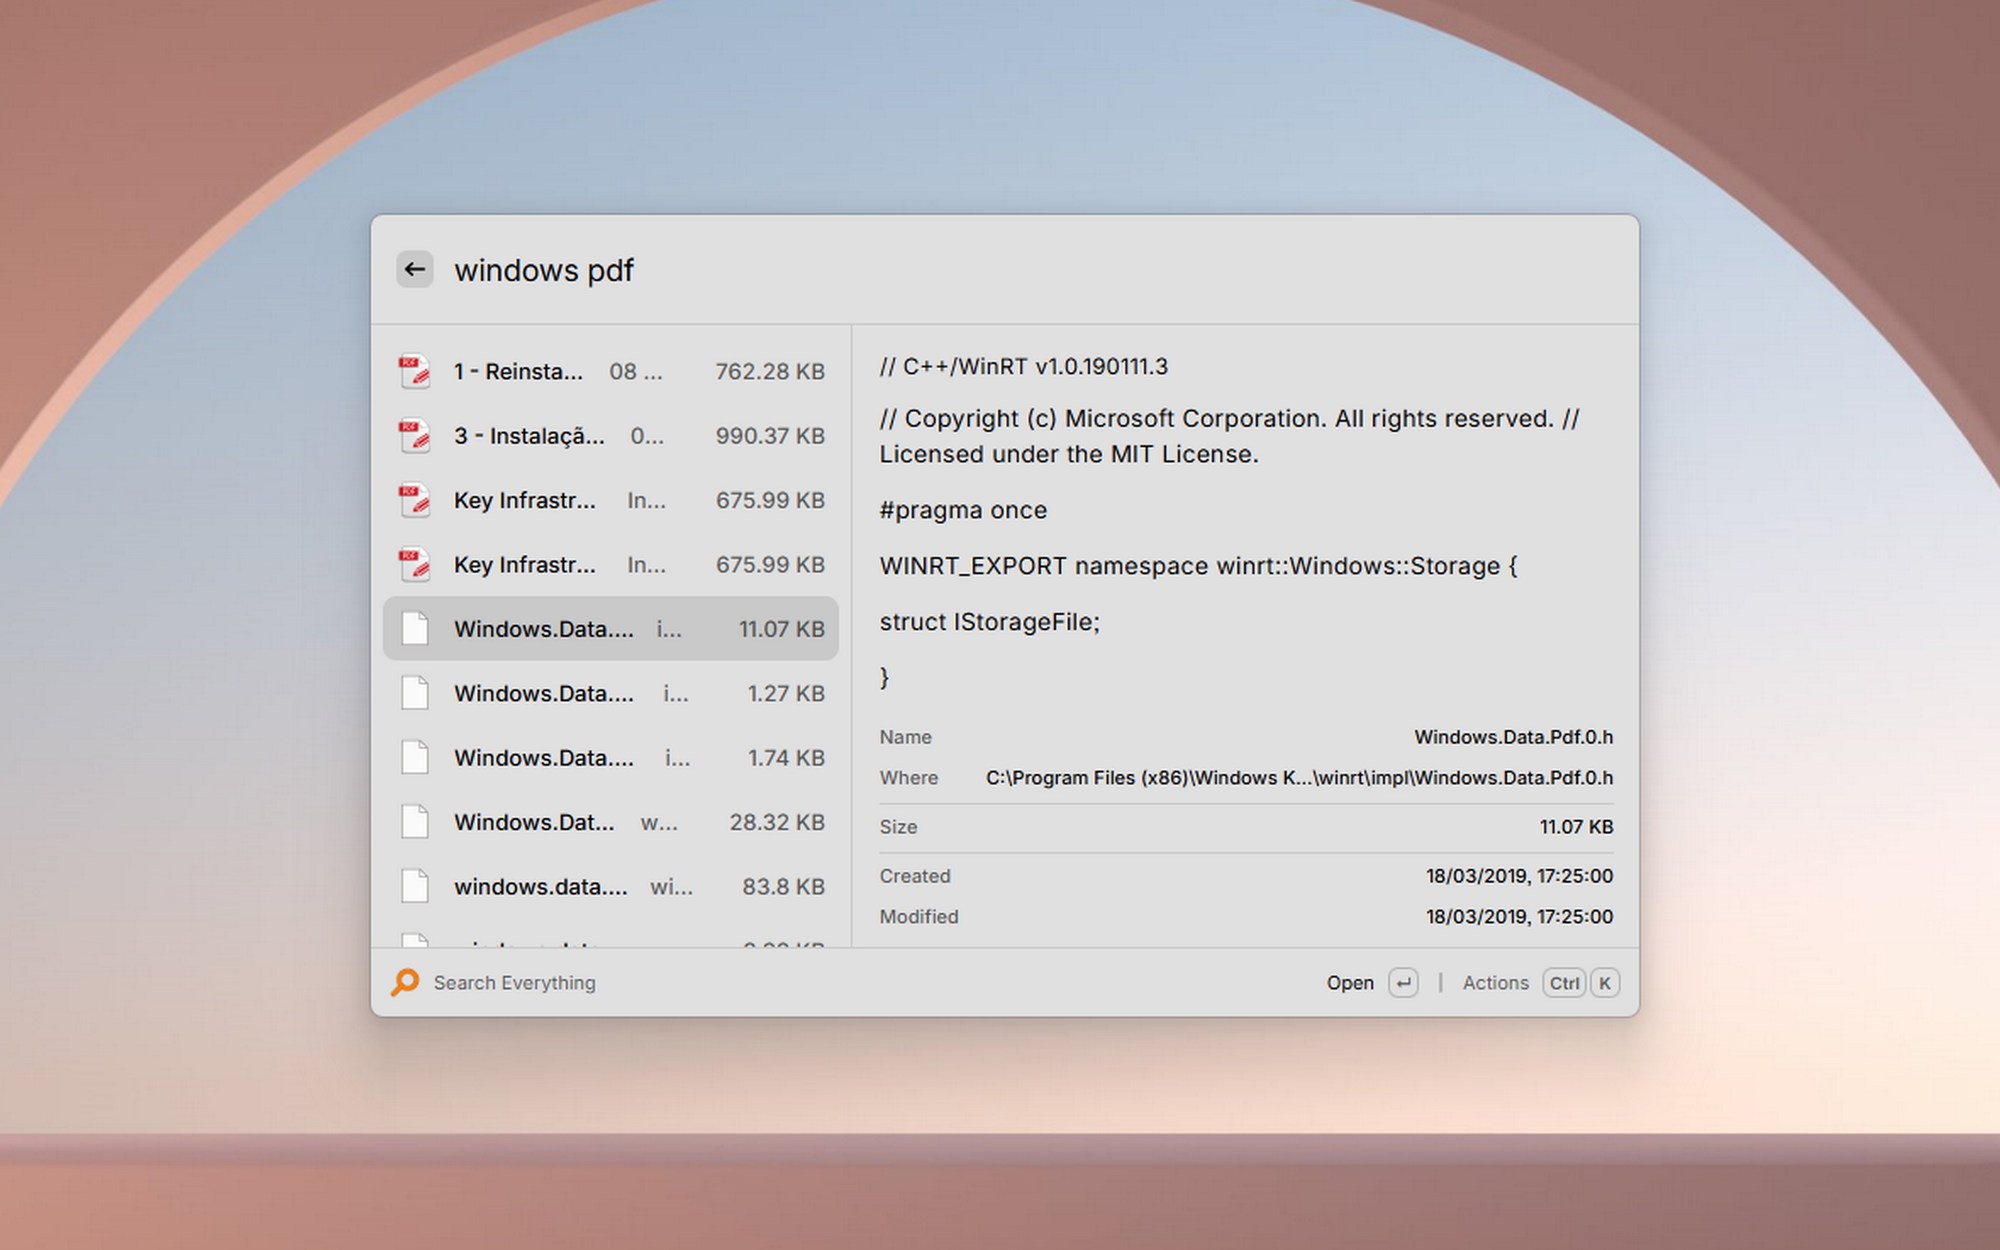 windows pdf
1 - Reinsta... 08 ... 762.28 KB
3 - Instalaçã... 0... 990.37 KB
Key Infrastr... In... 675.99 KB
Key Infrastr... In... 675.99 KB
Windows.Data.... i... 11.07 KB
Windows.Data.... i... 1.27 KB
Windows.Data.... i... 1.74 KB
Windows.Dat... w... 28.32 KB
windows.data.... wi... 83.8 KB
// C++/WinRT v1.0.190111.3
// Copyright (c) Microsoft Corporation. All rights reserved. //
Licensed under the MIT License.
#pragma once
WINRT_EXPORT namespace winrt::Windows::Storage {
struct IStorageFile;
}
Name Windows.Data.Pdf.0.h
Where C:\Program Files (x86)\Windows K...\winrt\impl\Windows.Data.Pdf.0.h
Size 11.07 KB
Created 18/03/2019, 17:25:00
Modified 18/03/2019, 17:25:00
Search Everything
Open ↵ | Actions Ctrl K